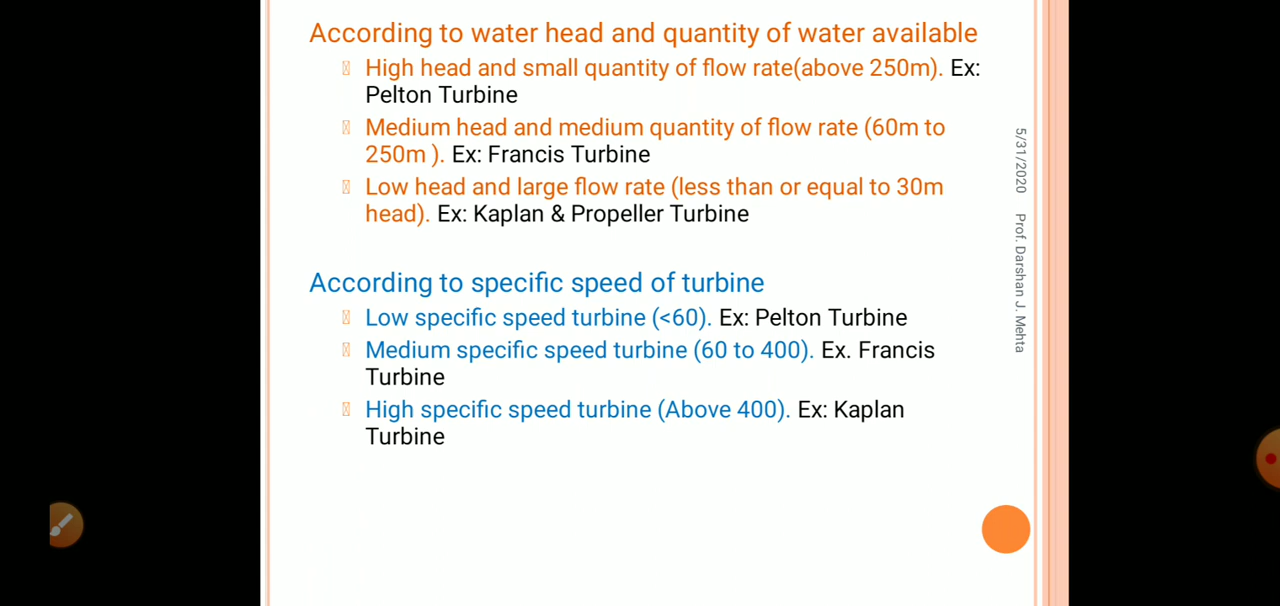 According to water head and quantity of water available
High head and small quantity of flow rate(above 250m). Ex:
Pelton Turbine
Medium head and medium quantity of flow rate (60m to
250m ). Ex: Francis Turbine
Low head and large flow rate (less than or equal to 30m
head). Ex: Kaplan & Propeller Turbine
According to specific speed of turbine
Low specific speed turbine (<60). Ex: Pelton Turbine
Medium specific speed turbine (60 to 400). Ex. Francis
Turbine
High specific speed turbine (Above 400). Ex: Kaplan
Turbine
5/31/2020 Prof. Darshan J. Mehta